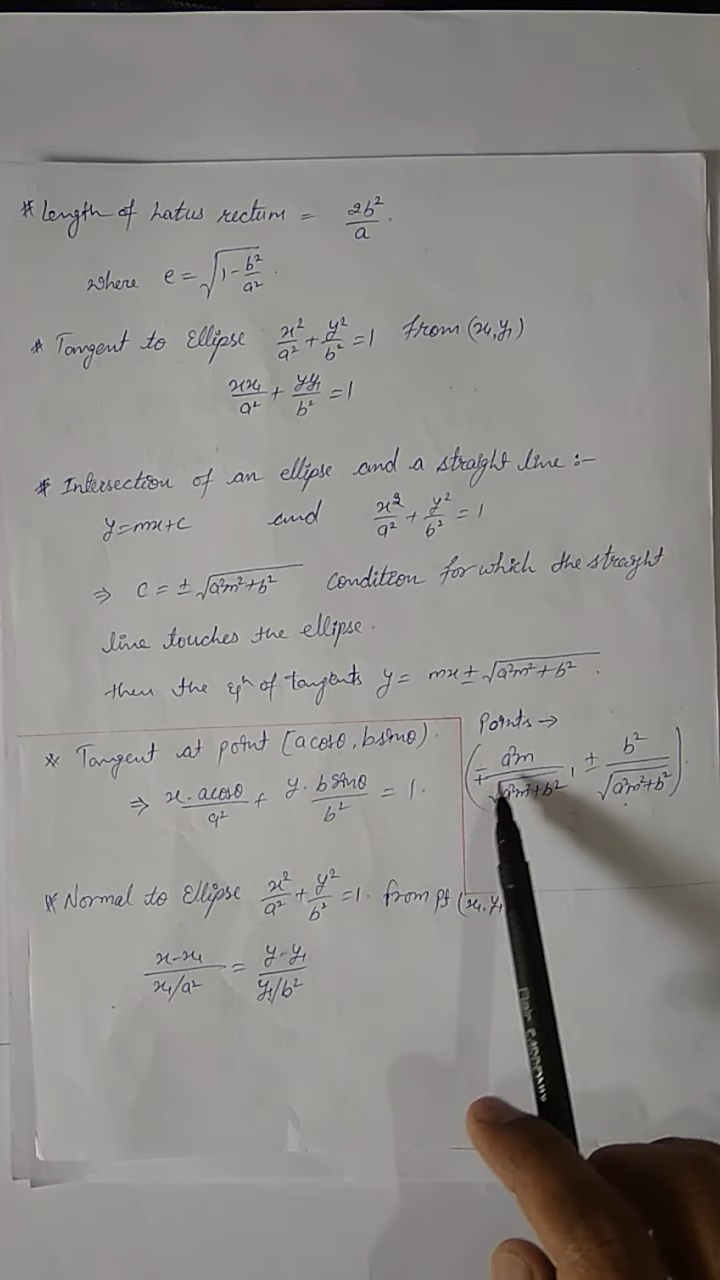 # Length of Latus rectum = 2b²/a.
where e = √(1 - b²/a²).
* Tangent to Ellipse x²/a² + y²/b² = 1 from (x₁, y₁)
xx₁/a² + yy₁/b² = 1
* Intersection of an ellipse and a straight line :-
y = mx + c and x²/a² + y²/b² = 1
⇒ c = ± √(a²m² + b²) condition for which the straight
line touches the ellipse.
then the eqⁿ of tangents y = mx ± √(a²m² + b²).
* Tangent at point [a cosθ, b sinθ).
⇒ x. a cosθ/a² + y. b sinθ/b² = 1.
Points →
(∓ a²m/√(a²m² + b²), ± b²/√(a²m² + b²)).
* Normal to Ellipse x²/a² + y²/b² = 1. from pt (x₁, y₁
x - x₁/x₁/a² = y - y₁/y₁/b²